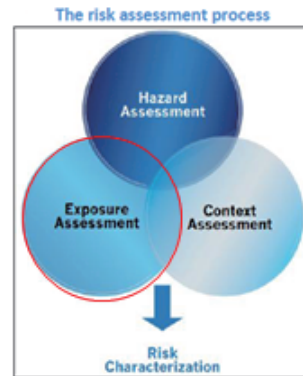 The risk assessment process
Hazard
Assessment
Exposure
Assessment
Context
Assessment
Risk
Characterization